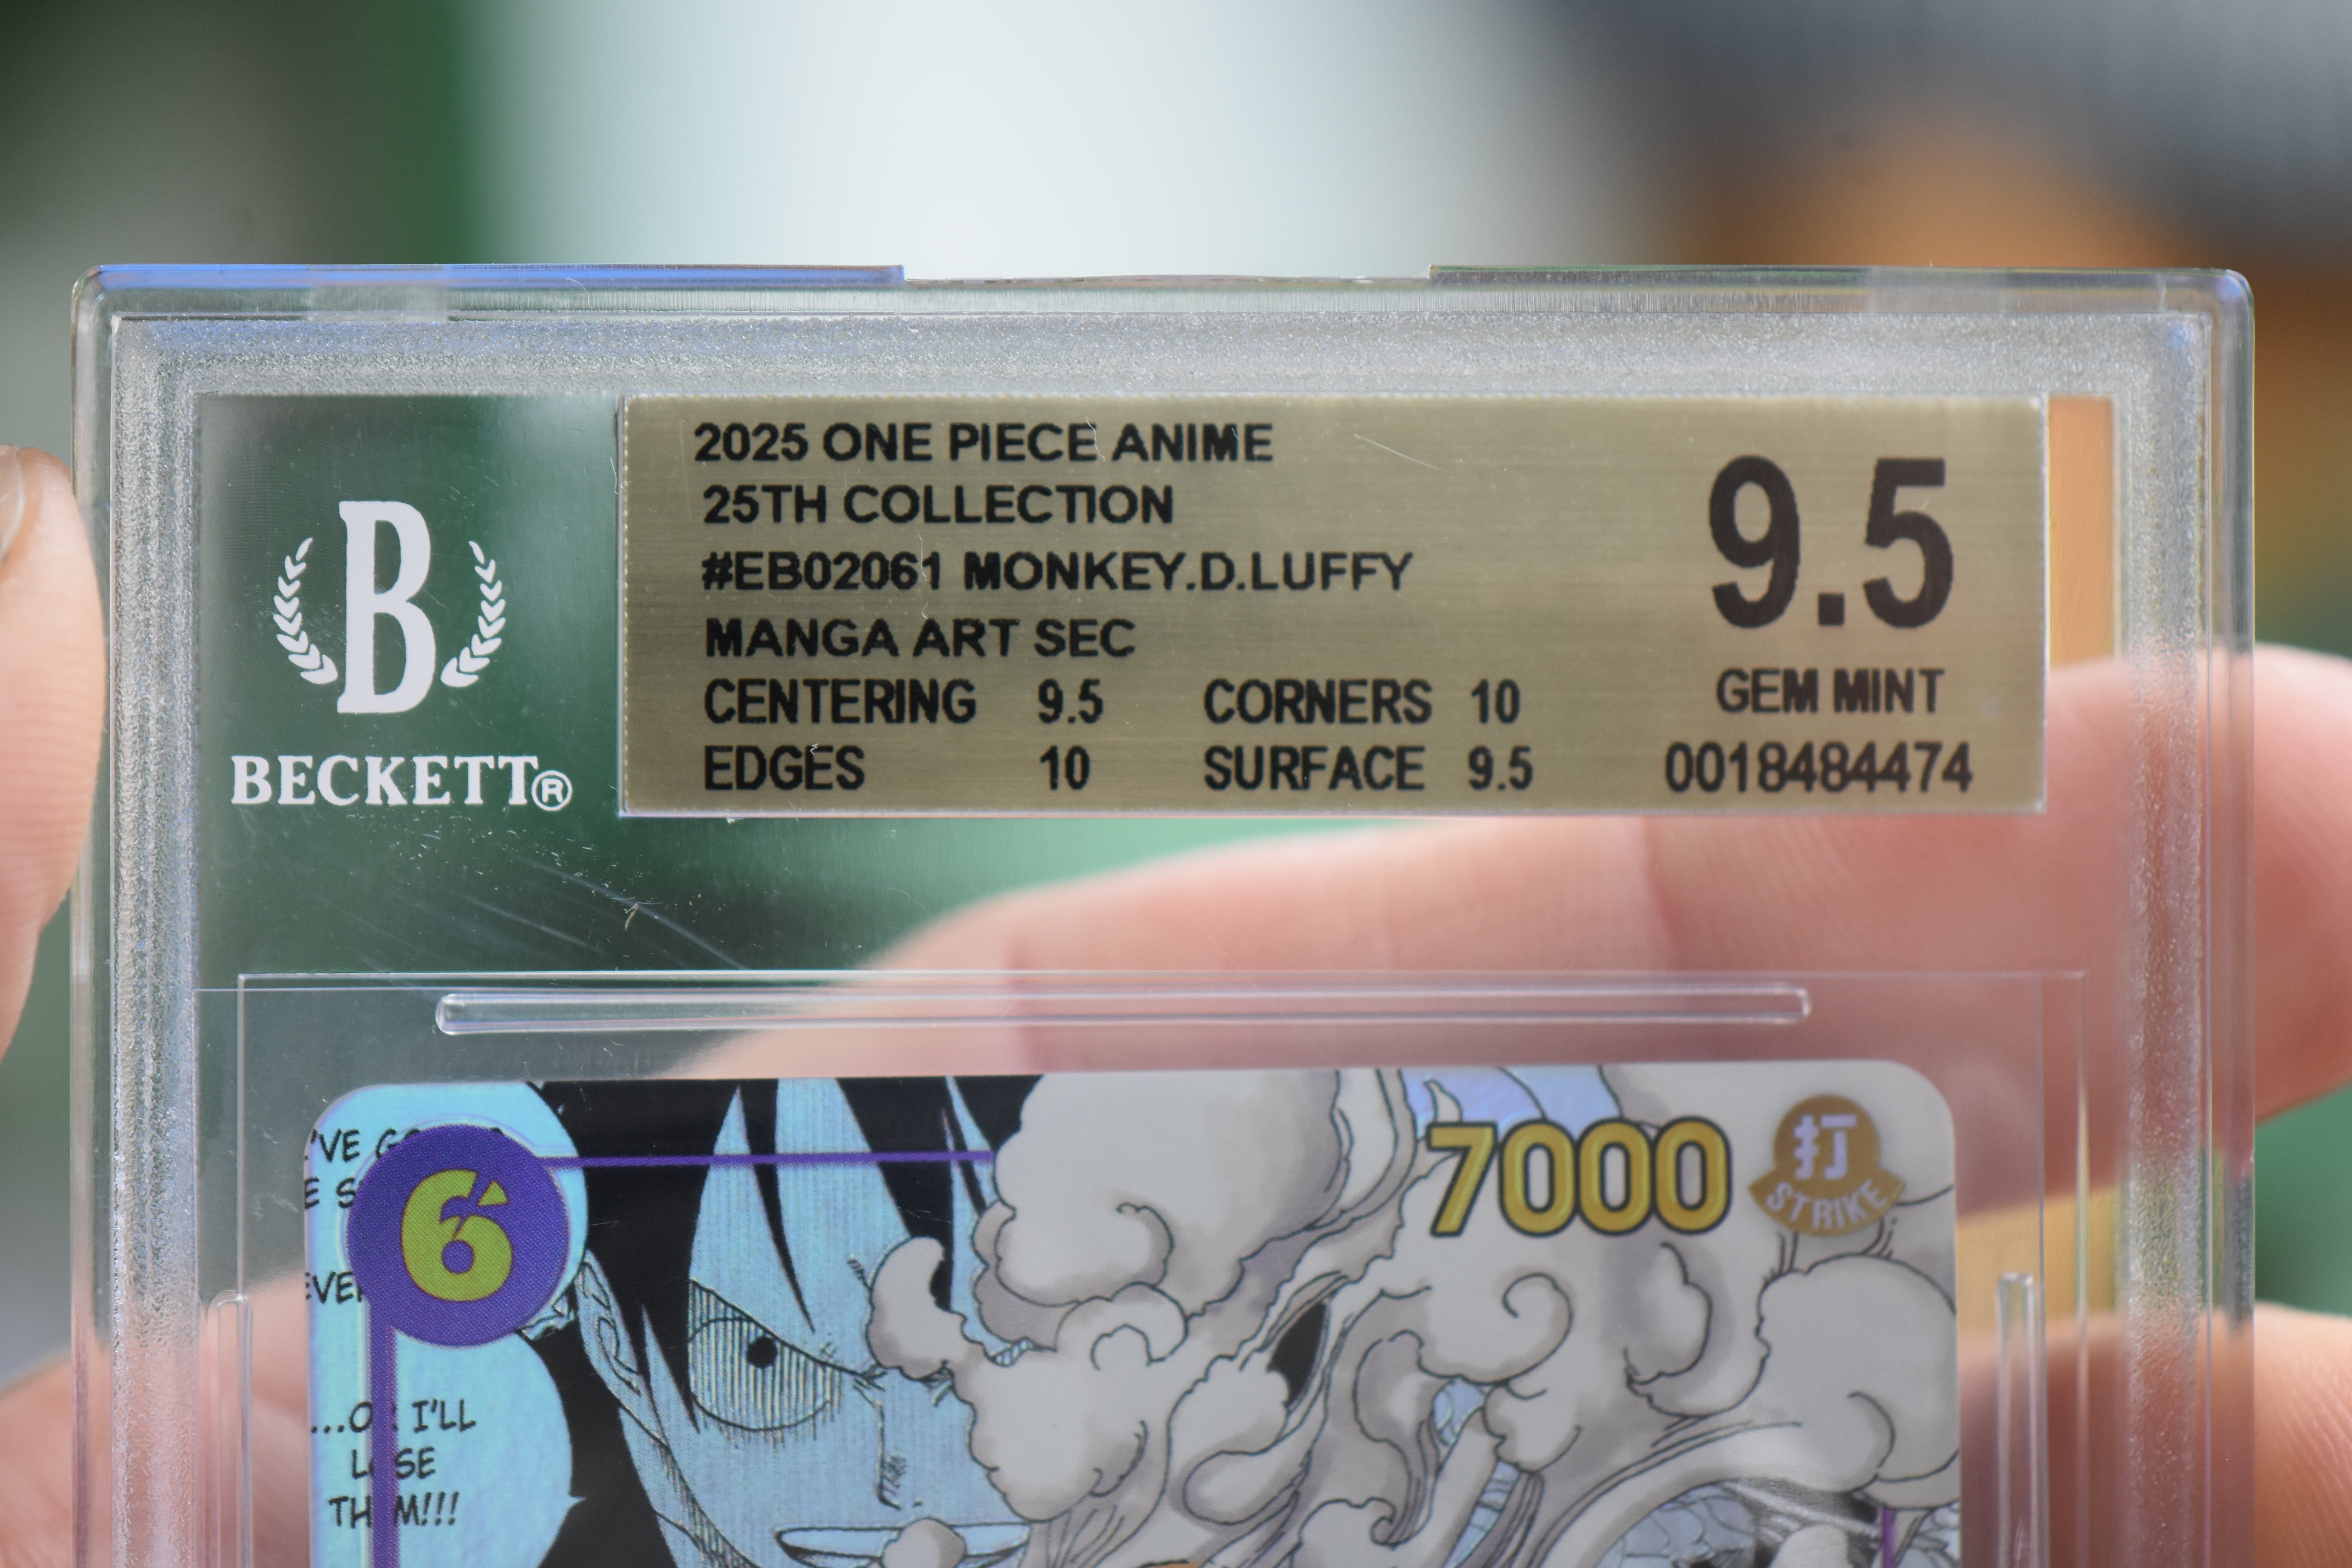 2025 ONE PIECE ANIME
25TH COLLECTION
#EB02061 MONKEY.D.LUFFY
MANGA ART SEC
CENTERING 9.5 CORNERS 10
EDGES 10 SURFACE 9.5
9.5
GEM MINT
0018484474
B
BECKETT®
6
7000
打
STRIKE
I'LL